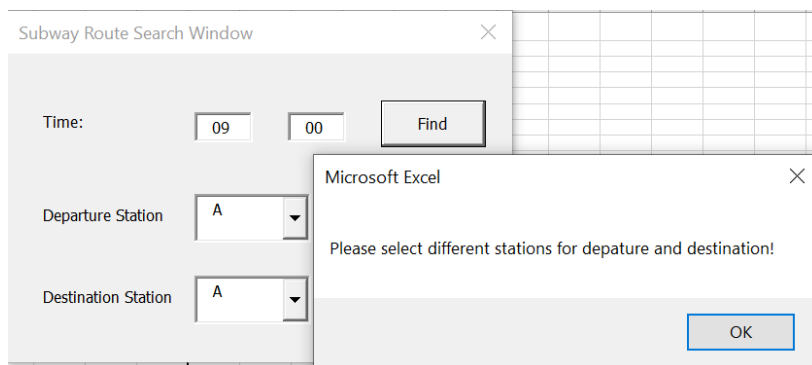 Subway Route Search Window
Time:
09
00
Find
Microsoft Excel
Departure Station
A
Please select different stations for depature and destination!
Destination Station
A
OK